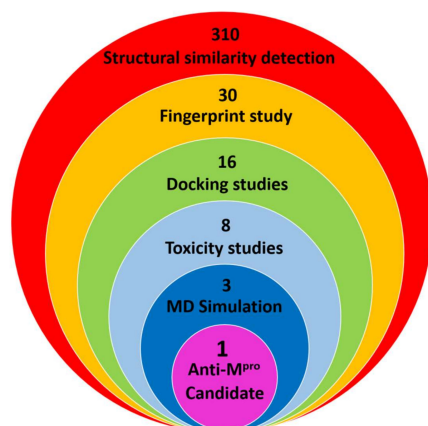 310
Structural similarity detection
30
Fingerprint study
16
Docking studies
8
Toxicity studies
3
MD Simulation
1
Anti-Mᵖʳᵒ
Candidate